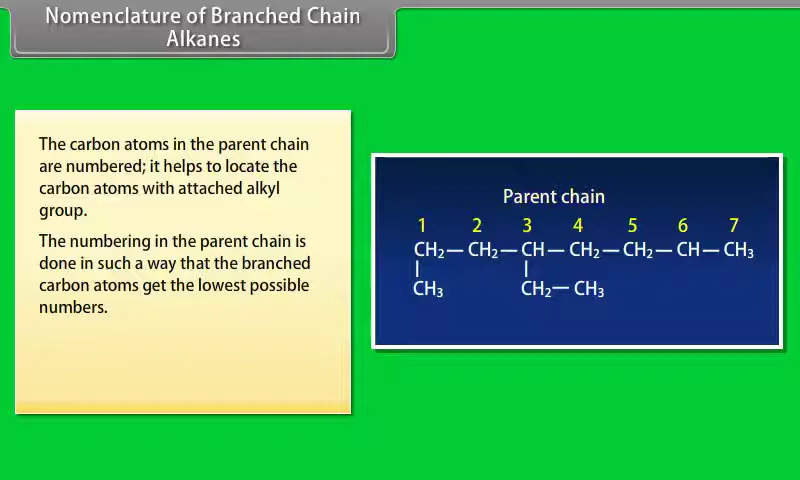 Nomenclature of Branched Chain
Alkanes
The carbon atoms in the parent chain
are numbered; it helps to locate the
carbon atoms with attached alkyl
group.
The numbering in the parent chain is
done in such a way that the branched
carbon atoms get the lowest possible
numbers.
Parent chain
1 2 3 4 5 6 7
CH₂ — CH₂ — CH — CH₂ — CH₂ — CH — CH₃
| |
CH₃ CH₂ — CH₃